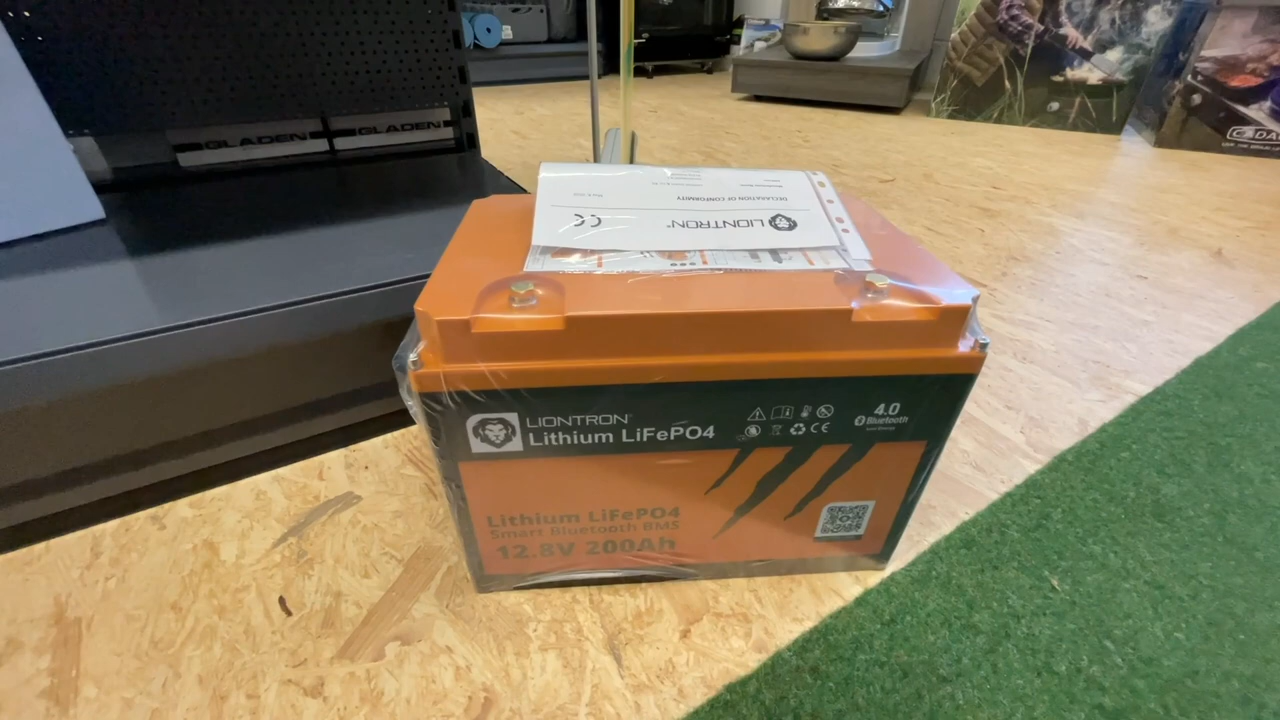 GLADEN
GLADEN
CADA
LIONTRON®
DECLARATION OF CONFORMITY
CE
LIONTRON®
Lithium LiFePO4
4.0
Bluetooth
CE
Lithium LiFePO4
Smart Bluetooth BMS
12.8V 200Ah